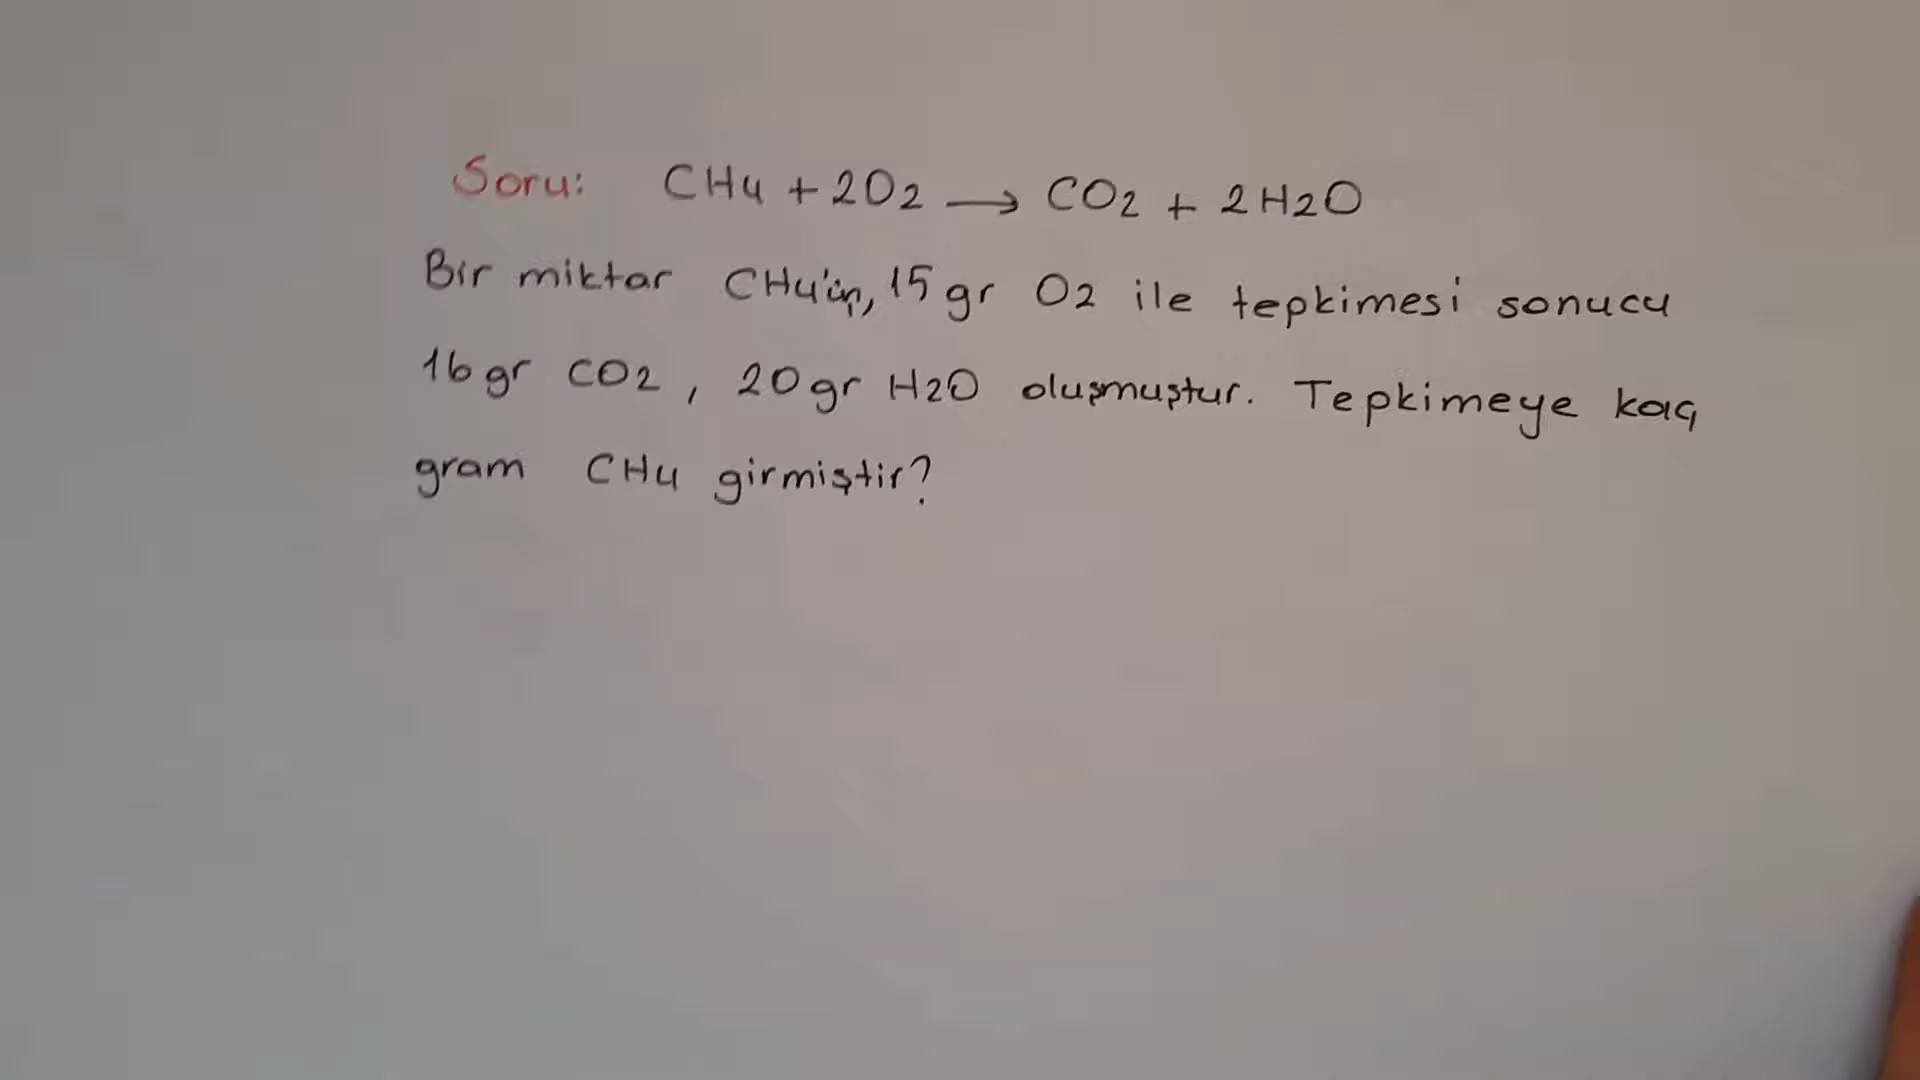 Soru: CH4 + 2O2 → CO2 + 2H2O
Bir miktar CH4'ün, 15 gr O2 ile tepkimesi sonucu
16 gr CO2, 20 gr H2O oluşmuştur. Tepkimeye kaç
gram CH4 girmiştir?